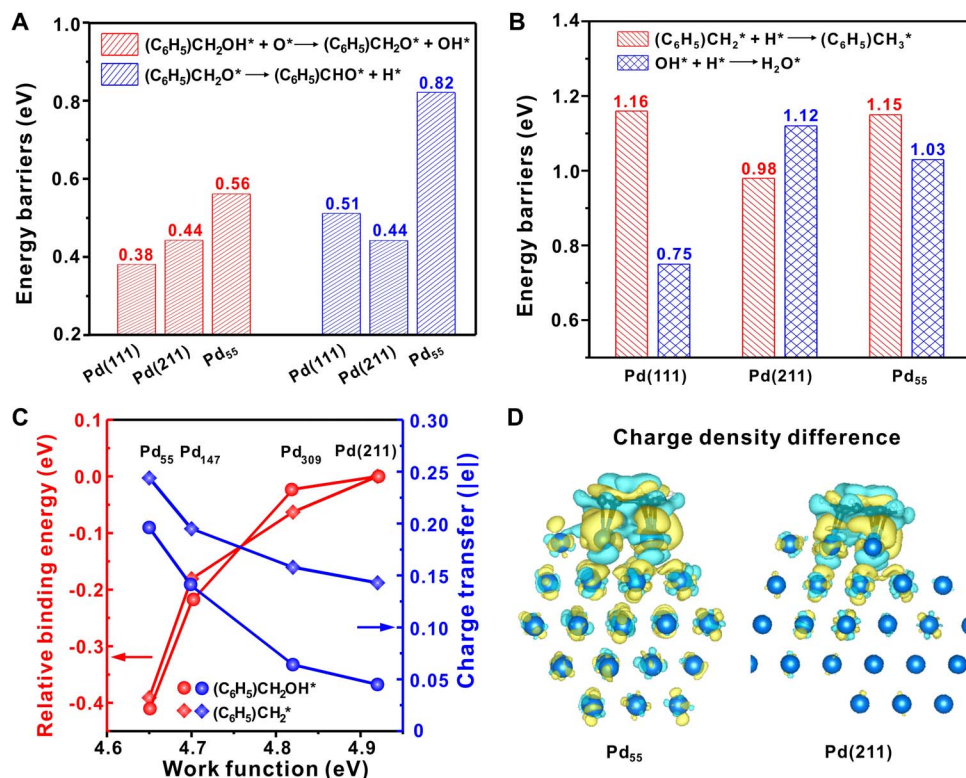 A
Energy barriers (eV)
1.0
0.8
0.6
0.4
0.2
(C₆H₅)CH₂OH* + O* → (C₆H₅)CH₂O* + OH*
(C₆H₅)CH₂O* → (C₆H₅)CHO* + H*
0.38
0.44
0.56
0.51
0.44
0.82
Pd(111)
Pd(211)
Pd₅₅
Pd(111)
Pd(211)
Pd₅₅
B
Energy barriers (eV)
1.4
1.2
1.0
0.8
0.6
(C₆H₅)CH₂* + H* → (C₆H₅)CH₃*
OH* + H* → H₂O*
1.16
0.75
0.98
1.12
1.15
1.03
Pd(111)
Pd(211)
Pd₅₅
C
Relative binding energy (eV)
0.1
0.0
-0.1
-0.2
-0.3
-0.4
Pd₅₅
Pd₁₄₇
Pd₃₀₉
Pd(211)
(C₆H₅)CH₂OH*
(C₆H₅)CH₂*
4.6
4.7
4.8
4.9
Work function (eV)
0.30
0.25
0.20
0.15
0.10
0.05
0
Charge transfer (|e|)
D
Charge density difference
Pd₅₅
Pd(211)